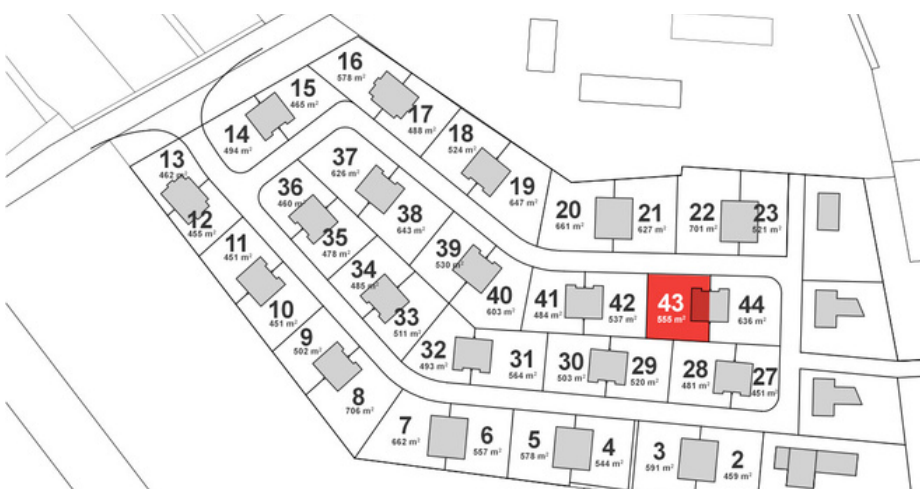 16
578 m²
15
465 m²
17
488 m²
14
494 m²
18
524 m²
13
462 m²
37
626 m²
19
647 m²
36
460 m²
12
455 m²
38
643 m²
20
661 m²
21
627 m²
22
701 m²
23
521 m²
35
478 m²
11
451 m²
39
530 m²
34
485 m²
40
603 m²
41
484 m²
42
537 m²
43
555 m²
44
636 m²
10
451 m²
33
511 m²
9
502 m²
32
493 m²
31
564 m²
30
503 m²
29
520 m²
28
481 m²
27
451 m²
8
706 m²
7
662 m²
6
557 m²
5
578 m²
4
544 m²
3
591 m²
2
459 m²